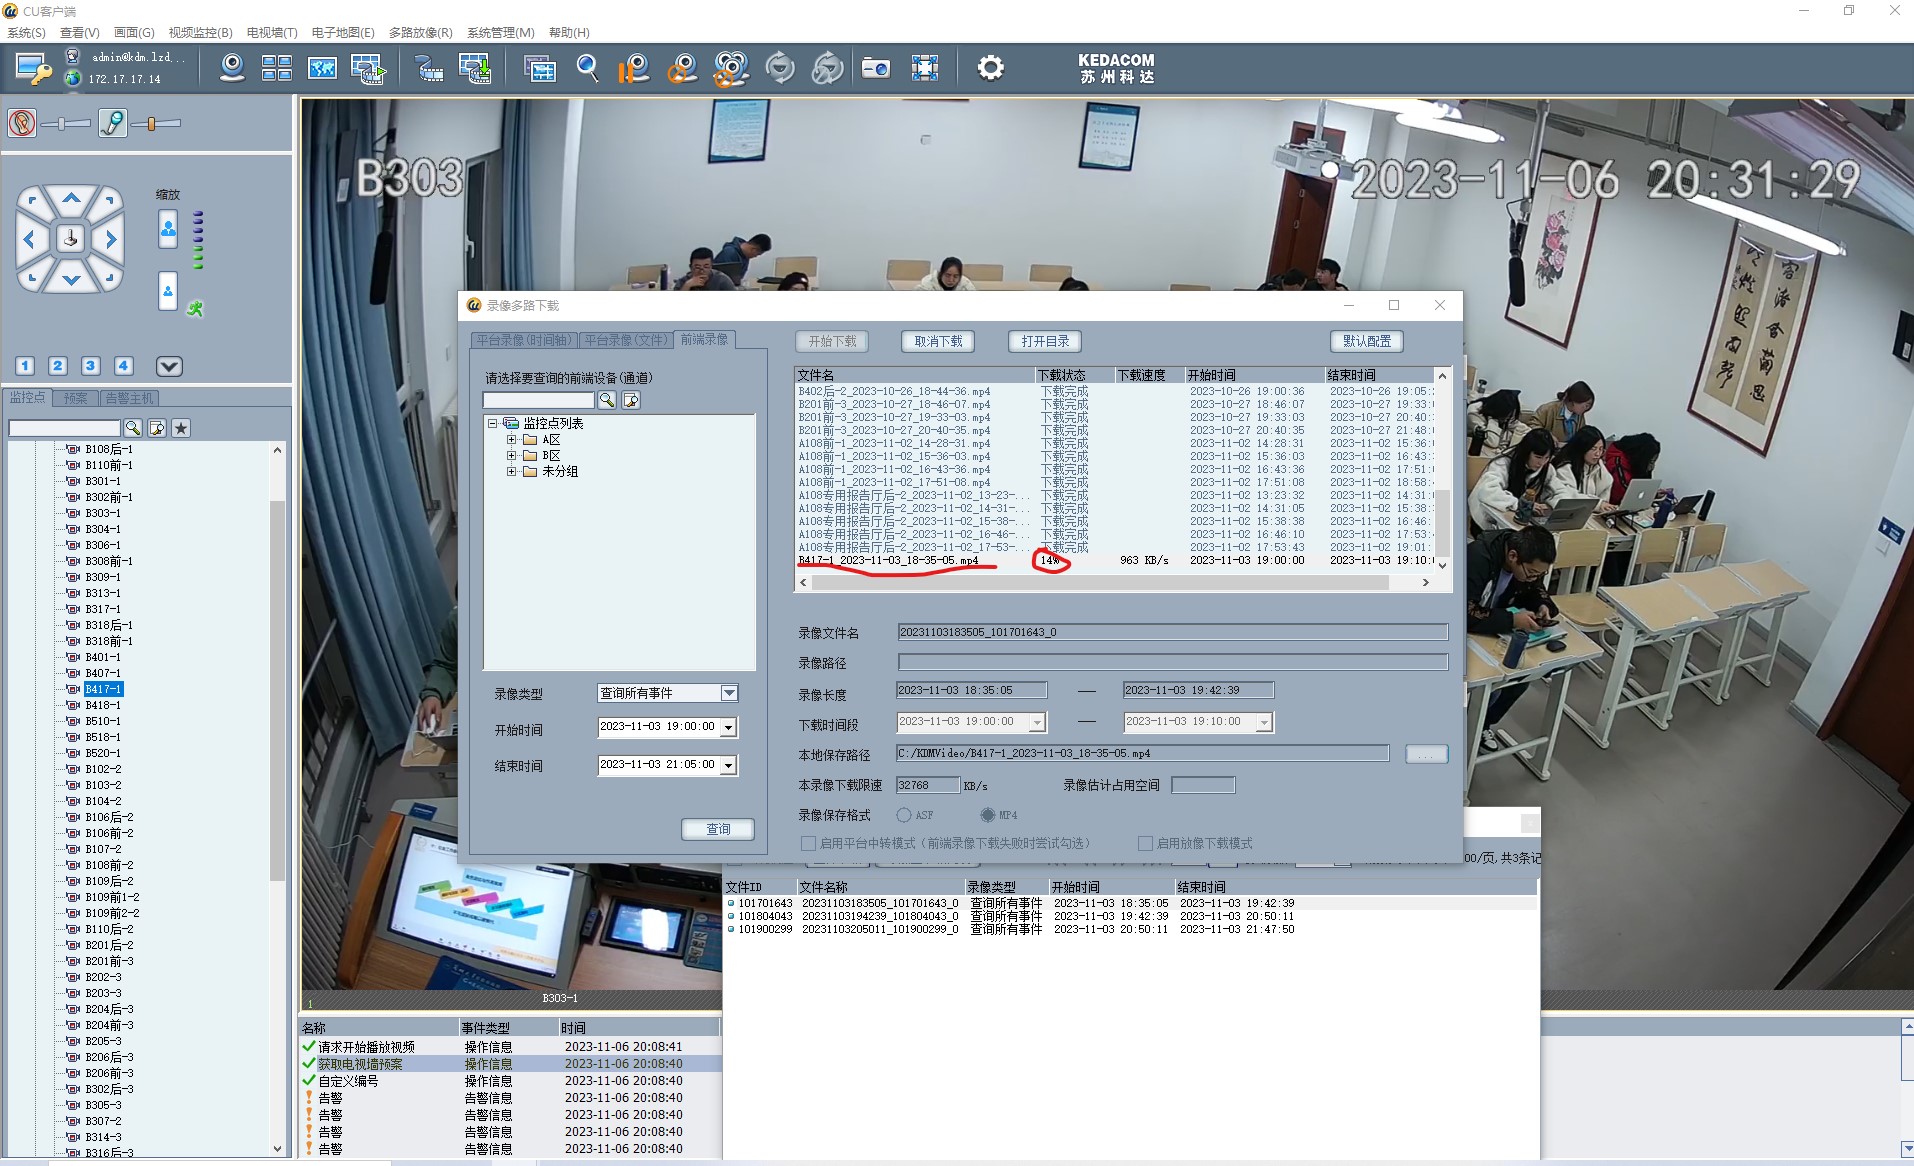 CU客户端
系统(S) 查看(V) 画面(G) 视频监控(B) 电视墙(T) 电子地图(E) 多路放像(R) 系统管理(M) 帮助(H)
admin@kdm.lzd...
172.17.17.14
KEDACOM
苏州科达
缩放
1 2 3 4
监控点 预案 告警主机
B108后-1
B110前-1
B301-1
B302前-1
B303-1
B304-1
B306-1
B308前-1
B309-1
B313-1
B317-1
B318后-1
B318前-1
B401-1
B407-1
B417-1
B418-1
B510-1
B518-1
B520-1
B102-2
B103-2
B104-2
B106后-2
B106前-2
B107-2
B108前-2
B109后-2
B109前1-2
B109前2-2
B110后-2
B201后-2
B201前-3
B202-3
B203-3
B204后-3
B204前-3
B205-3
B206后-3
B206前-3
B302后-3
B305-3
B307-2
B314-3
B316后-3
B303
2023-11-06 20:31:29
录像多路下载
平台录像(时间轴) 平台录像(文件) 前端录像
请选择要查询的前端设备(通道)
监控点列表
A区
B区
未分组
录像类型 查询所有事件
开始时间 2023-11-03 19:00:00
结束时间 2023-11-03 21:05:00
查询
开始下载 取消下载 打开目录 默认配置
文件名 下载状态 下载速度 开始时间 结束时间
B402后-2_2023-10-26_18-44-36.mp4 下载完成 2023-10-26 19:00:36 2023-10-26 19:05:
B201前-3_2023-10-27_18-46-07.mp4 下载完成 2023-10-27 18:46:07 2023-10-27 19:33:
B201前-3_2023-10-27_19-33-03.mp4 下载完成 2023-10-27 19:33:03 2023-10-27 20:40:
B201前-3_2023-10-27_20-40-35.mp4 下载完成 2023-10-27 20:40:35 2023-10-27 21:48:
A108前-1_2023-11-02_14-28-31.mp4 下载完成 2023-11-02 14:28:31 2023-11-02 15:36:
A108前-1_2023-11-02_15-36-03.mp4 下载完成 2023-11-02 15:36:03 2023-11-02 16:43:
A108前-1_2023-11-02_16-43-36.mp4 下载完成 2023-11-02 16:43:36 2023-11-02 17:51:
A108前-1_2023-11-02_17-51-08.mp4 下载完成 2023-11-02 17:51:08 2023-11-02 18:58:
A108专用报告厅后-2_2023-11-02_13-23-... 下载完成 2023-11-02 13:23:32 2023-11-02 14:31:
A108专用报告厅后-2_2023-11-02_14-31-... 下载完成 2023-11-02 14:31:05 2023-11-02 15:38:
A108专用报告厅后-2_2023-11-02_15-38-... 下载完成 2023-11-02 15:38:38 2023-11-02 16:46:
A108专用报告厅后-2_2023-11-02_16-46-... 下载完成 2023-11-02 16:46:10 2023-11-02 17:53:
A108专用报告厅后-2_2023-11-02_17-53-... 下载完成 2023-11-02 17:53:43 2023-11-02 19:01:
B417-1_2023-11-03_18-35-05.mp4 14% 963 KB/s 2023-11-03 19:00:00 2023-11-03 19:10:
录像文件名 20231103183505_101701643_0
录像路径
录像长度 2023-11-03 18:35:05 — 2023-11-03 19:42:39
下载时间段 2023-11-03 19:00:00 — 2023-11-03 19:10:00
本地保存路径 C:/KDMVideo/B417-1_2023-11-03_18-35-05.mp4 ...
本录像下载限速 32768 KB/s 录像估计占用空间
录像保存格式 ASF MP4
启用平台中转模式(前端录像下载失败时尝试勾选) 启用放像下载模式
00/页,共3条记
文件ID 文件名称 录像类型 开始时间 结束时间
101701643 20231103183505_101701643_0 查询所有事件 2023-11-03 18:35:05 2023-11-03 19:42:39
101804043 20231103194239_101804043_0 查询所有事件 2023-11-03 19:42:39 2023-11-03 20:50:11
101900299 20231103205011_101900299_0 查询所有事件 2023-11-03 20:50:11 2023-11-03 21:47:50
1 B303-1
名称 事件类型 时间
请求开始播放视频 操作信息 2023-11-06 20:08:41
获取电视墙预案 操作信息 2023-11-06 20:08:40
自定义编号 操作信息 2023-11-06 20:08:40
告警 告警信息 2023-11-06 20:08:40
告警 告警信息 2023-11-06 20:08:40
告警 告警信息 2023-11-06 20:08:40
告警 告警信息 2023-11-06 20:08:40